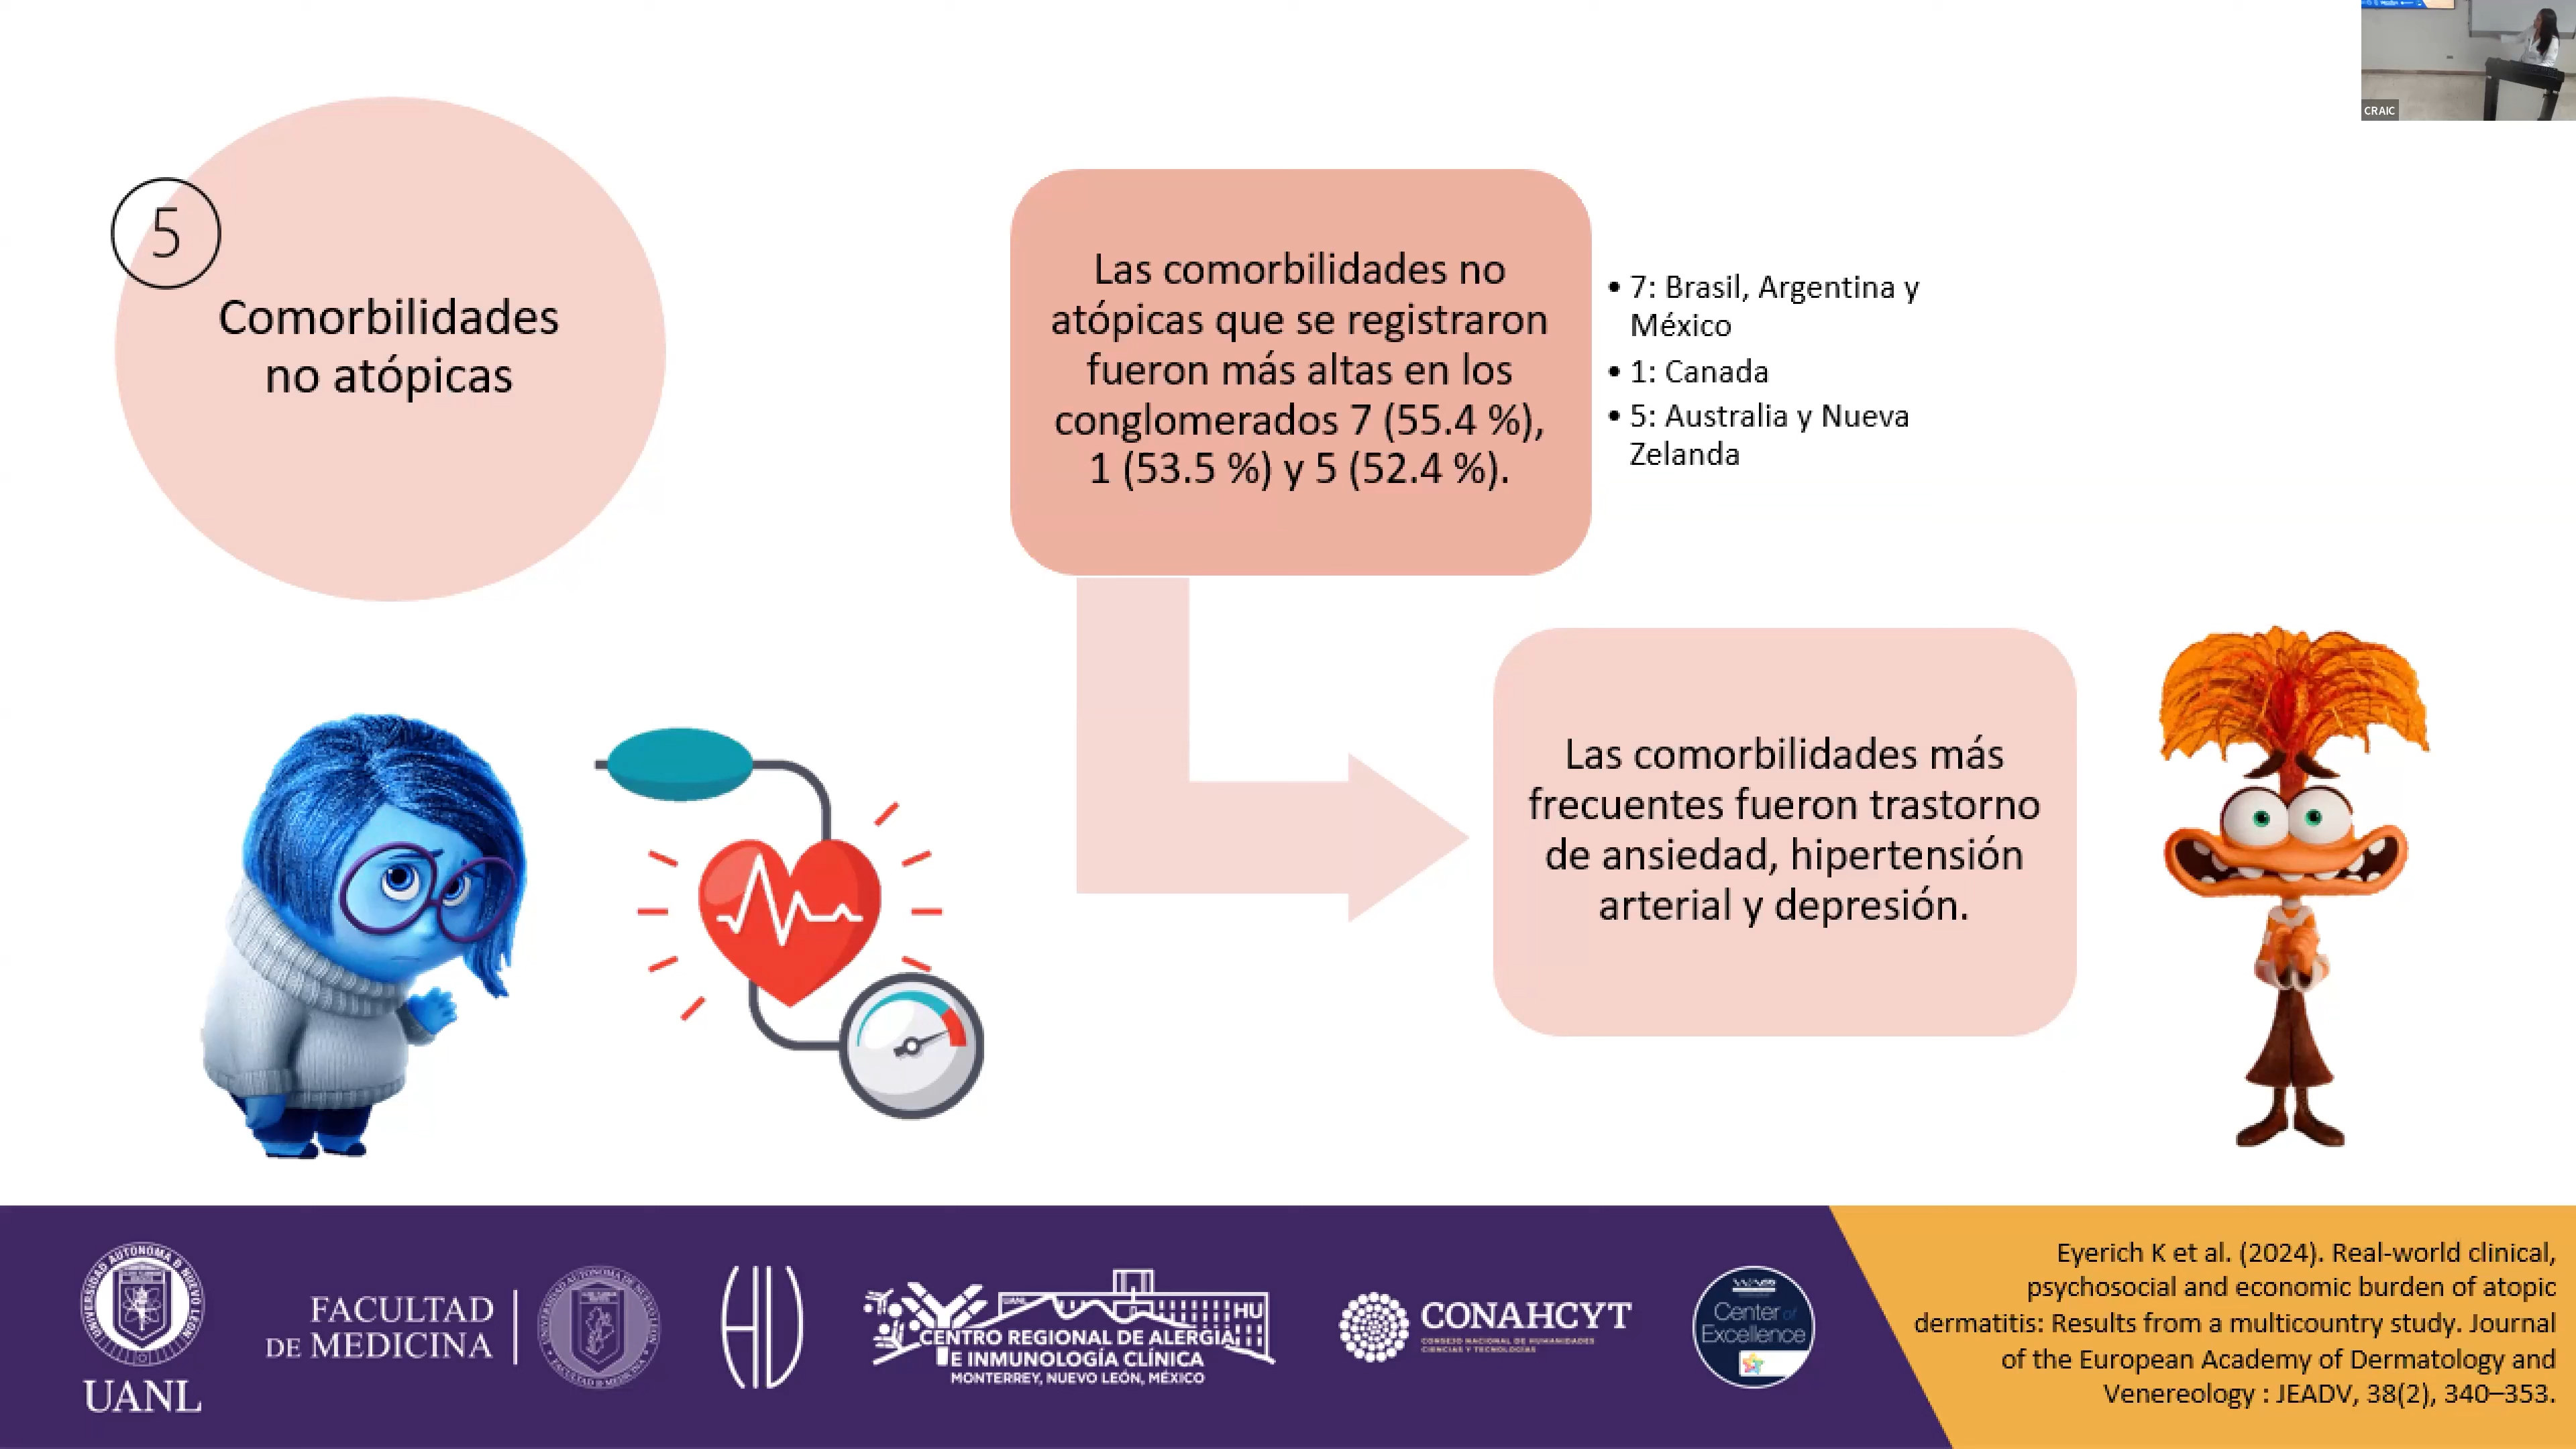 CRAIC
5
Comorbilidades
no atópicas
Las comorbilidades no
atópicas que se registraron
fueron más altas en los
conglomerados 7 (55.4 %),
1 (53.5 %) y 5 (52.4 %).
• 7: Brasil, Argentina y
México
• 1: Canada
• 5: Australia y Nueva
Zelanda
Las comorbilidades más
frecuentes fueron trastorno
de ansiedad, hipertensión
arterial y depresión.
UANL
FACULTAD
DE MEDICINA
UANL
HU
CENTRO REGIONAL DE ALERGIA
E INMUNOLOGÍA CLÍNICA
MONTERREY, NUEVO LEÓN, MÉXICO
CONAHCYT
CONSEJO NACIONAL DE HUMANIDADES
CIENCIAS Y TECNOLOGÍAS
Center of
Excellence
Eyerich K et al. (2024). Real-world clinical,
psychosocial and economic burden of atopic
dermatitis: Results from a multicountry study. Journal
of the European Academy of Dermatology and
Venereology : JEADV, 38(2), 340–353.